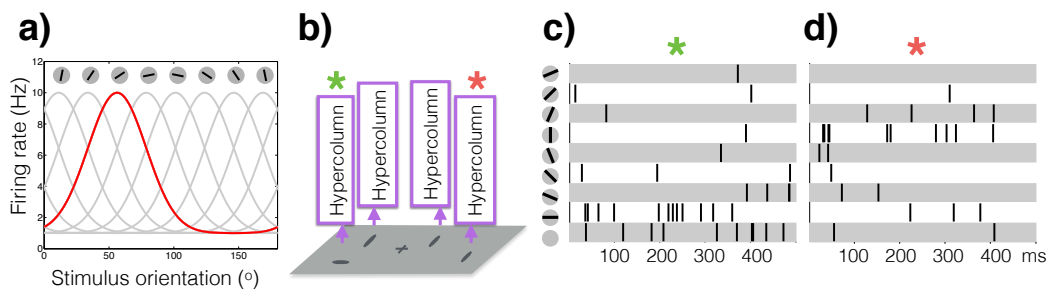 a)
Firing rate (Hz)
12
10
8
6
4
2
0
0 50 100 150
Stimulus orientation (º)
b)
* *
Hypercolumn
Hypercolumn
Hypercolumn
Hypercolumn
c)
*
100 200 300 400
d)
*
100 200 300 400 ms